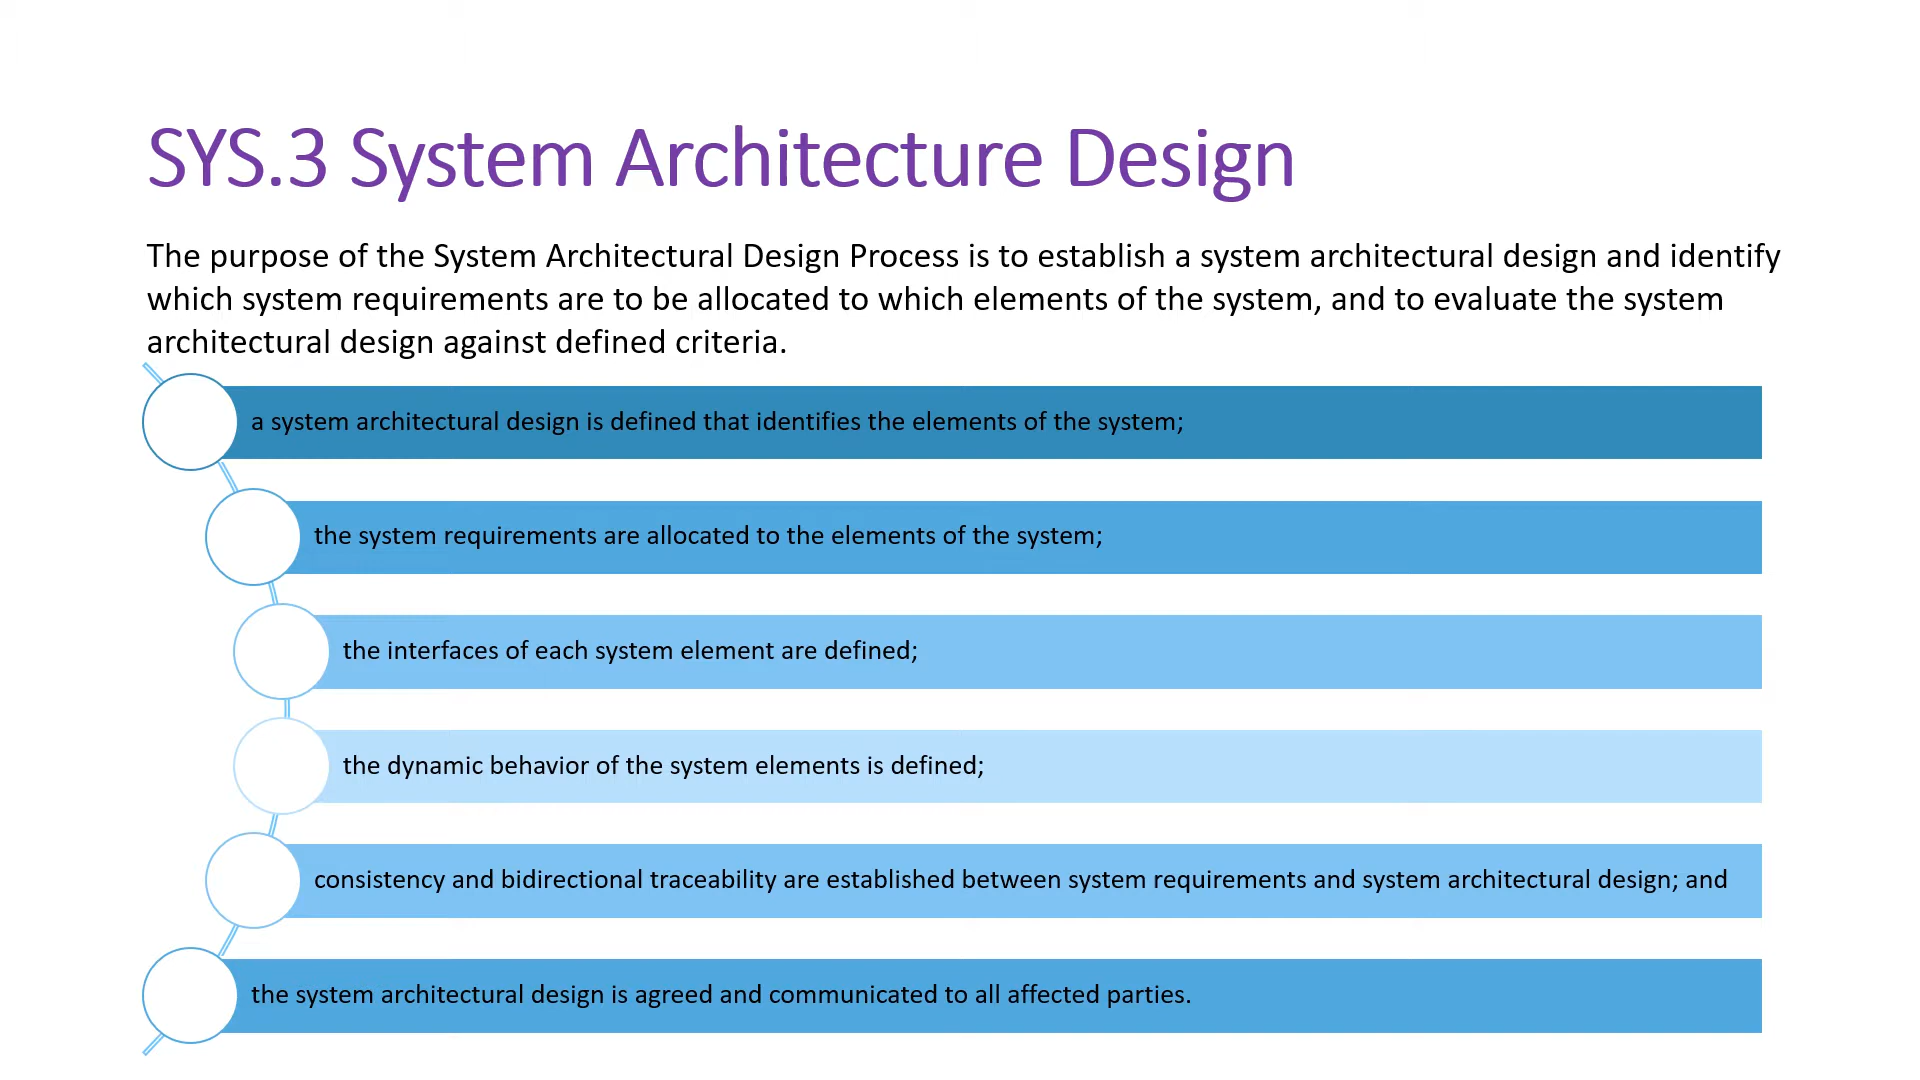 SYS.3 System Architecture Design
The purpose of the System Architectural Design Process is to establish a system architectural design and identify
which system requirements are to be allocated to which elements of the system, and to evaluate the system
architectural design against defined criteria.
a system architectural design is defined that identifies the elements of the system;
the system requirements are allocated to the elements of the system;
the interfaces of each system element are defined;
the dynamic behavior of the system elements is defined;
consistency and bidirectional traceability are established between system requirements and system architectural design; and
the system architectural design is agreed and communicated to all affected parties.